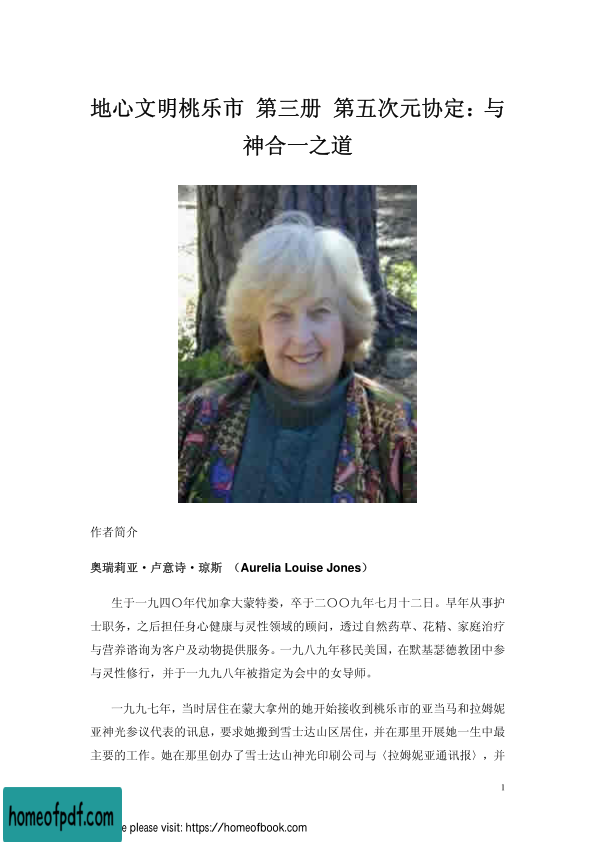 地心文明桃乐市 第三册 第五次元协定：与
神合一之道
作者简介
奥瑞莉亚·卢意诗·琼斯 （Aurelia Louise Jones）
生于一九四〇年代加拿大蒙特娄，卒于二〇〇九年七月十二日。早年从事护
士职务，之后担任身心健康与灵性领域的顾问，透过自然药草、花精、家庭治疗
与营养谘询为客户及动物提供服务。一九八九年移民美国，在默基瑟德教团中参
与灵性修行，并于一九九八年被指定为会中的女导师。
一九九七年，当时居住在蒙大拿州的她开始接收到桃乐市的亚当马和拉姆妮
亚神光参议代表的讯息，要求她搬到雪士达山区居住，并在那里开展她一生中最
主要的工作。她在那里创办了雪士达山神光印刷公司与〈拉姆妮亚通讯报〉，并
1
homeofpdf.com
e please visit: https://homeofbook.com